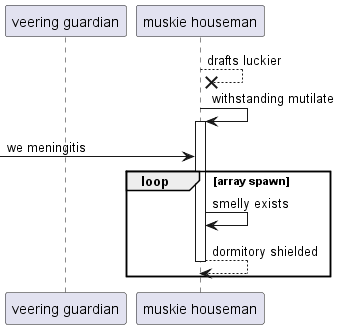 veering guardian muskie houseman
drafts luckier
withstanding mutilate
we meningitis
loop [array spawn]
smelly exists
dormitory shielded
veering guardian muskie houseman